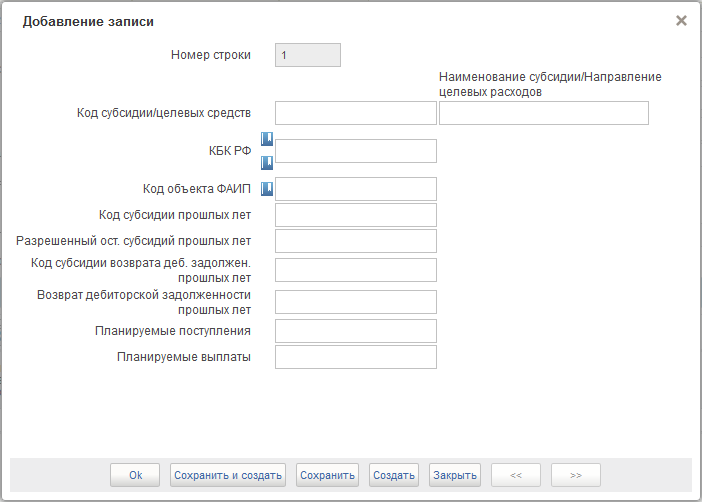 Добавление записи
Номер строки
1
Наименование субсидии/Направление
целевых расходов
Код субсидии/целевых средств
КБК РФ
Код объекта ФАИП
Код субсидии прошлых лет
Разрешенный ост. субсидий прошлых лет
Код субсидии возврата деб. задолжен.
прошлых лет
Возврат дебиторской задолженности
прошлых лет
Планируемые поступления
Планируемые выплаты
Ok Сохранить и создать Сохранить Создать Закрыть << >>